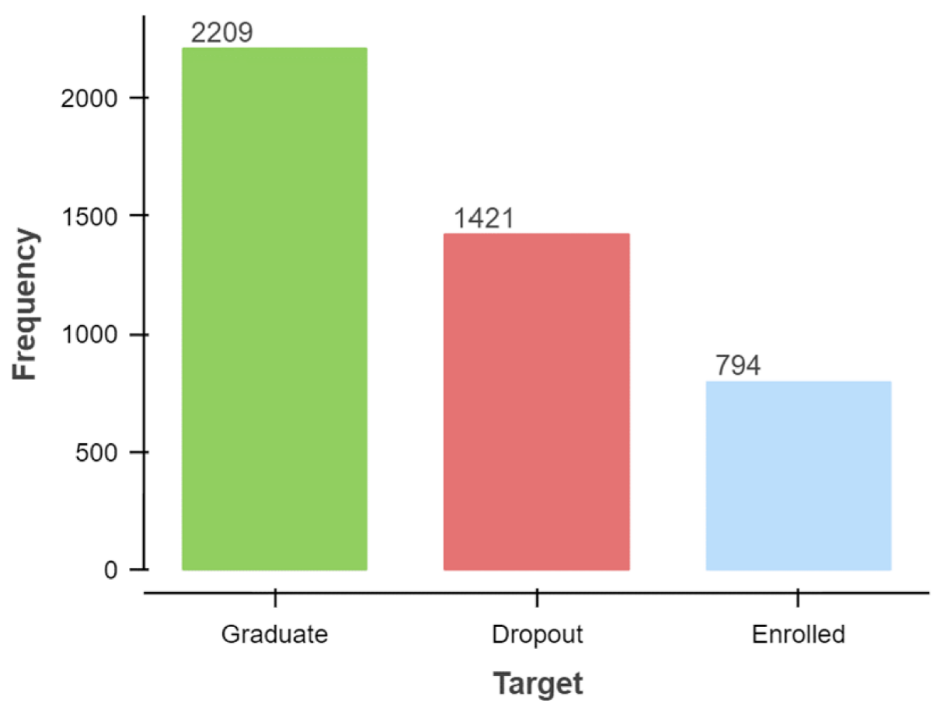 2209
2000
1500
1421
1000
794
500
0
Frequency
Graduate
Dropout
Enrolled
Target